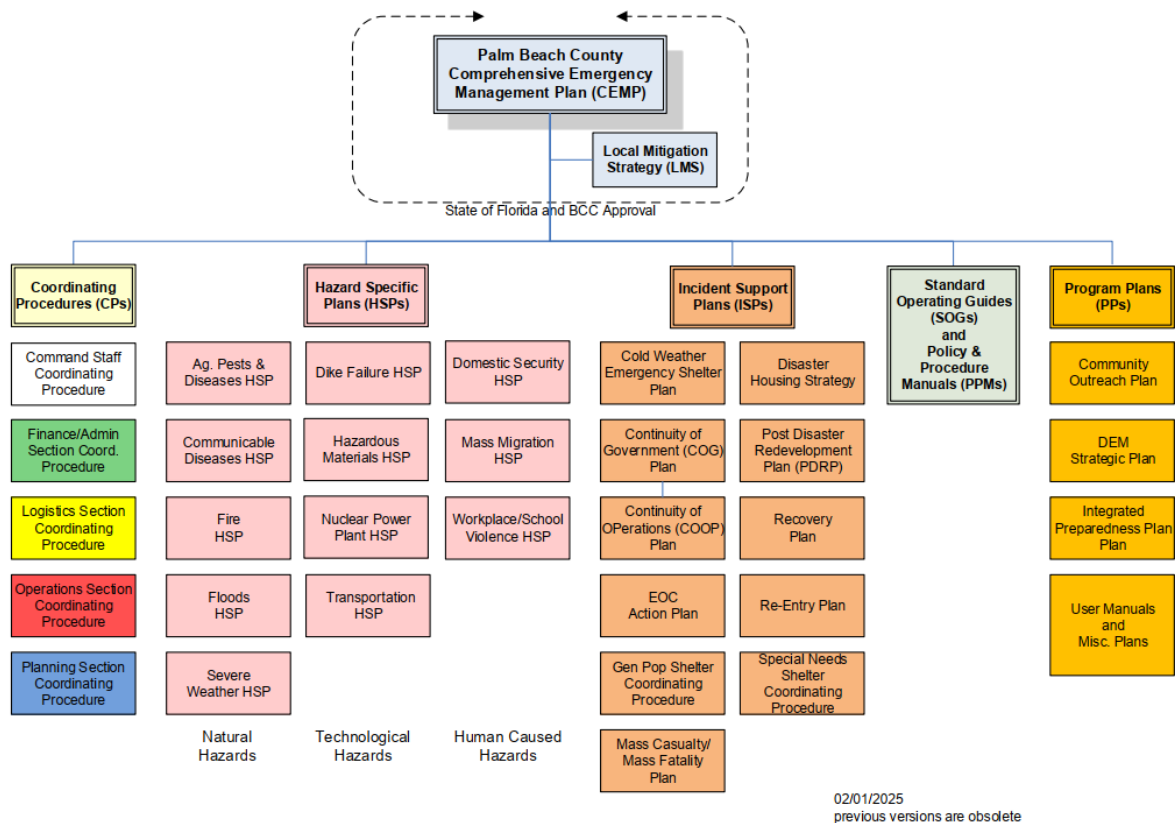 Palm Beach County
Comprehensive Emergency
Management Plan (CEMP)
Local Mitigation
Strategy (LMS)
State of Florida and BCC Approval
Coordinating
Procedures (CPs)
Hazard Specific
Plans (HSPs)
Incident Support
Plans (ISPs)
Standard
Operating Guides
(SOGs)
and
Policy &
Procedure
Manuals (PPMs)
Program Plans
(PPs)
Command Staff
Coordinating
Procedure
Finance/Admin
Section Coord.
Procedure
Logistics Section
Coordinating
Procedure
Operations Section
Coordinating
Procedure
Planning Section
Coordinating
Procedure
Ag. Pests &
Diseases HSP
Communicable
Diseases HSP
Fire
HSP
Floods
HSP
Severe
Weather HSP
Natural
Hazards
Dike Failure HSP
Hazardous
Materials HSP
Nuclear Power
Plant HSP
Transportation
HSP
Technological
Hazards
Domestic Security
HSP
Mass Migration
HSP
Workplace/School
Violence HSP
Human Caused
Hazards
Cold Weather
Emergency Shelter
Plan
Continuity of
Government (COG)
Plan
Continuity of
OPerations (COOP)
Plan
EOC
Action Plan
Gen Pop Shelter
Coordinating
Procedure
Mass Casualty/
Mass Fatality
Plan
Disaster
Housing Strategy
Post Disaster
Redevelopment
Plan (PDRP)
Recovery
Plan
Re-Entry Plan
Special Needs
Shelter
Coordinating
Procedure
Community
Outreach Plan
DEM
Strategic Plan
Integrated
Preparedness Plan
Plan
User Manuals
and
Misc. Plans
02/01/2025
previous versions are obsolete